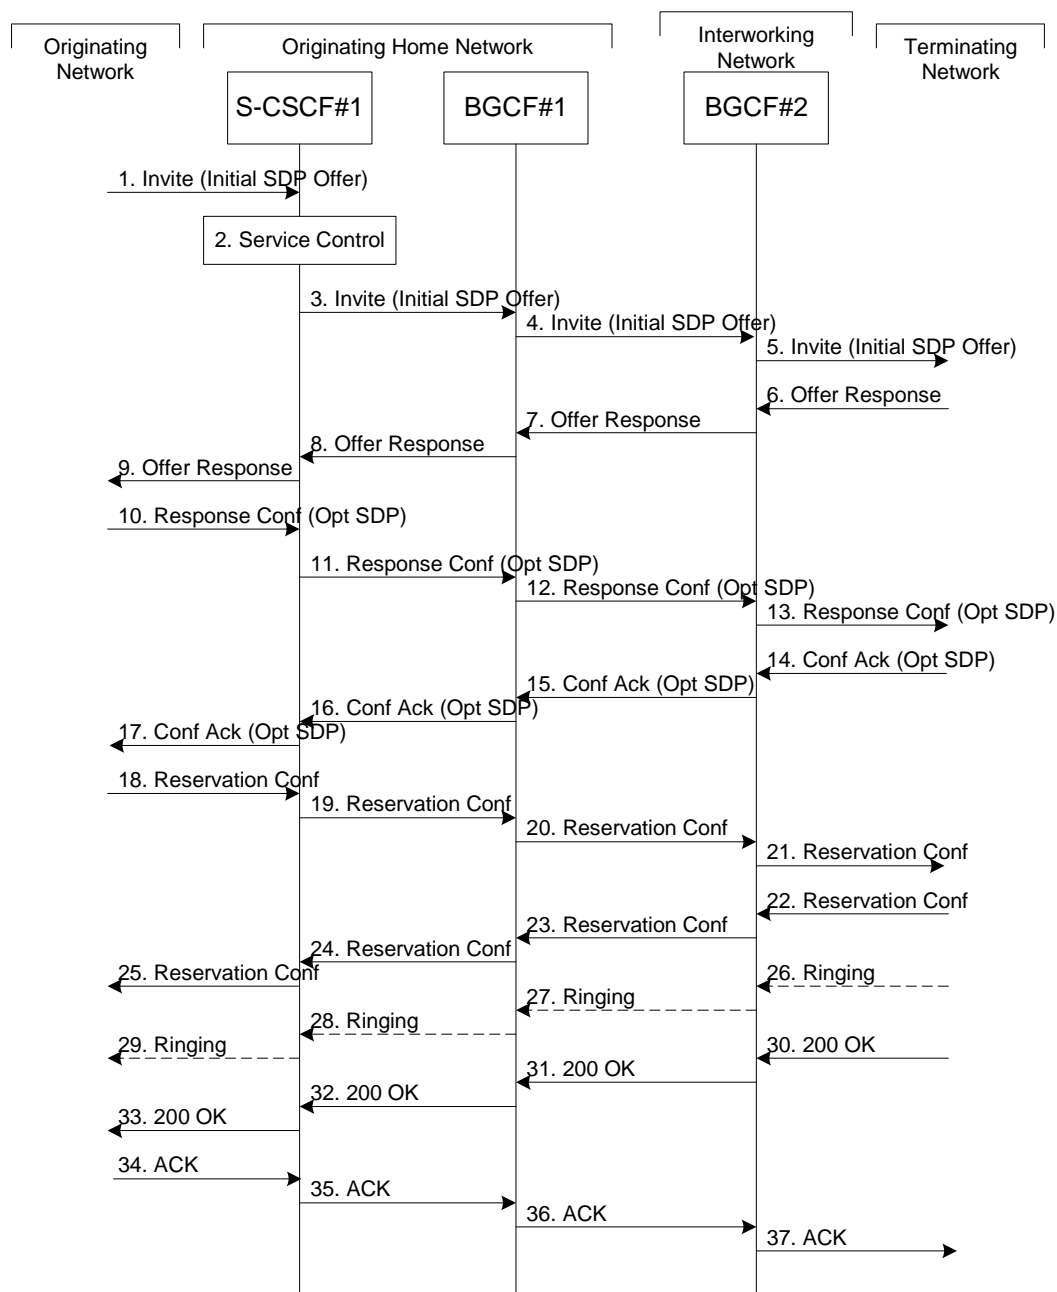 Originating
Network
Originating Home Network
Interworking
Network
Terminating
Network
S-CSCF#1
BGCF#1
BGCF#2
1. Invite (Initial SDP Offer)
2. Service Control
3. Invite (Initial SDP Offer)
4. Invite (Initial SDP Offer)
5. Invite (Initial SDP Offer)
6. Offer Response
7. Offer Response
8. Offer Response
9. Offer Response
10. Response Conf (Opt SDP)
11. Response Conf (Opt SDP)
12. Response Conf (Opt SDP)
13. Response Conf (Opt SDP)
14. Conf Ack (Opt SDP)
15. Conf Ack (Opt SDP)
16. Conf Ack (Opt SDP)
17. Conf Ack (Opt SDP)
18. Reservation Conf
19. Reservation Conf
20. Reservation Conf
21. Reservation Conf
22. Reservation Conf
23. Reservation Conf
24. Reservation Conf
25. Reservation Conf
26. Ringing
27. Ringing
28. Ringing
29. Ringing
30. 200 OK
31. 200 OK
32. 200 OK
33. 200 OK
34. ACK
35. ACK
36. ACK
37. ACK